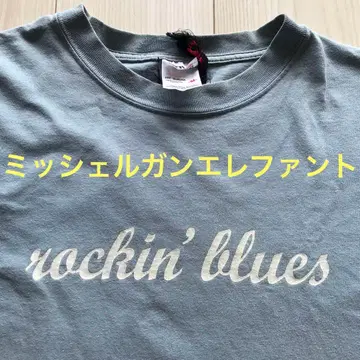 ミッシェルガンエレファント
rockin' blues